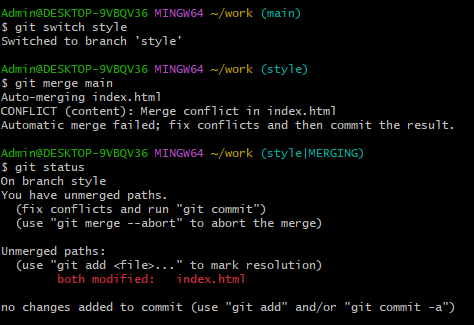 Admin@DESKTOP-9VBQV36 MINGW64 ~/work (main)
$ git switch style
Switched to branch 'style'

Admin@DESKTOP-9VBQV36 MINGW64 ~/work (style)
$ git merge main
Auto-merging index.html
CONFLICT (content): Merge conflict in index.html
Automatic merge failed; fix conflicts and then commit the result.

Admin@DESKTOP-9VBQV36 MINGW64 ~/work (style|MERGING)
$ git status
On branch style
You have unmerged paths.
  (fix conflicts and run "git commit")
  (use "git merge --abort" to abort the merge)

Unmerged paths:
  (use "git add <file>..." to mark resolution)
        both modified:   index.html

no changes added to commit (use "git add" and/or "git commit -a")